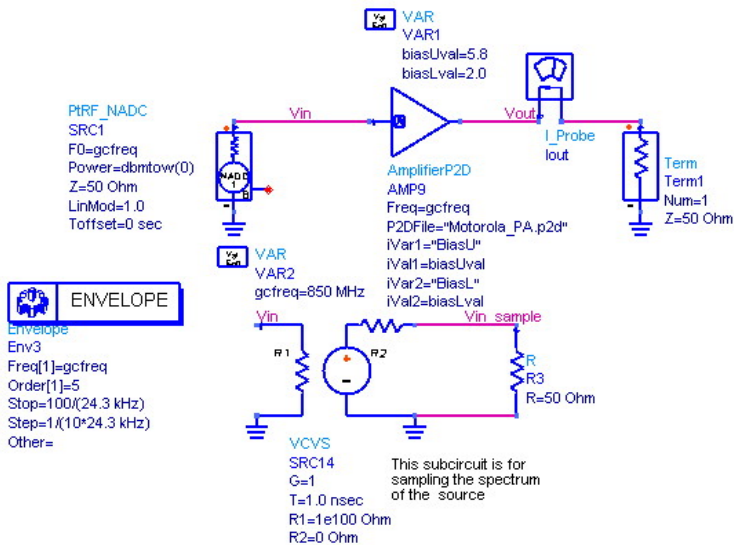 Var
Eqn
VAR
VAR1
biasUval=5.8
biasLval=2.0
PtRF_NADC
SRC1
F0=gcfreq
Power=dbmtow(0)
Z=50 Ohm
LinMod=1.0
Toffset=0 sec
NADC
1
B
Vin
Vout
I_Probe
Iout
Term
Term1
Num=1
Z=50 Ohm
AmplifierP2D
AMP9
Freq=gcfreq
P2DFile="Motorola_PA.p2d"
iVar1="BiasU"
iVal1=biasUval
iVar2="BiasL"
iVal2=biasLval
Var
Eqn
VAR
VAR2
gcfreq=850 MHz
ENVELOPE
Envelope
Env3
Freq[1]=gcfreq
Order[1]=5
Stop=100/(24.3 kHz)
Step=1/(10*24.3 kHz)
Other=
Vin
R1
R2
Vin_sample
R
R3
R=50 Ohm
VCVS
SRC14
G=1
T=1.0 nsec
R1=1e100 Ohm
R2=0 Ohm
This subcircuit is for
sampling the spectrum
of the source